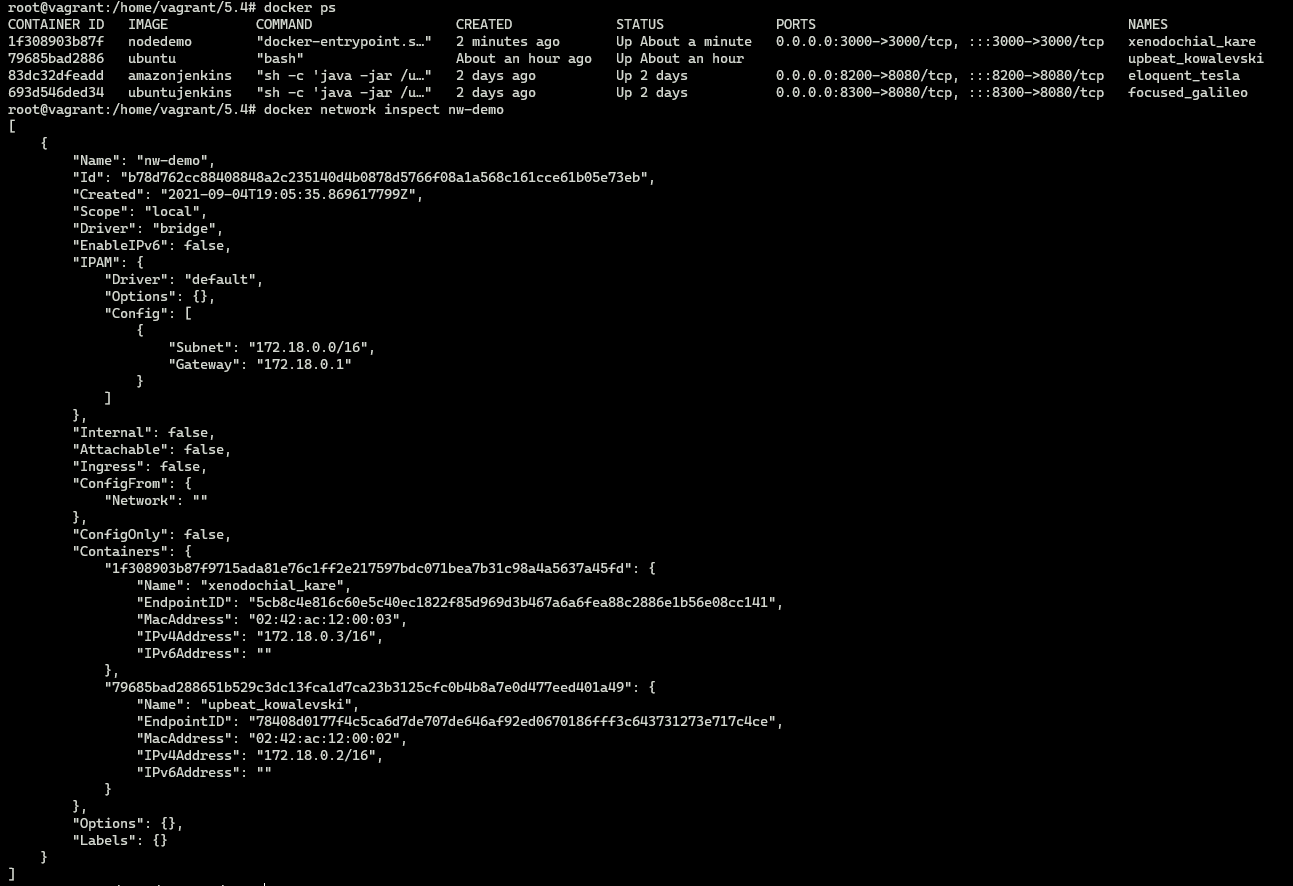 root@vagrant:/home/vagrant/5.4# docker ps
CONTAINER ID   IMAGE            COMMAND                  CREATED             STATUS              PORTS                                       NAMES
1f308903b87f   nodedemo         "docker-entrypoint.s…"   2 minutes ago       Up About a minute   0.0.0.0:3000->3000/tcp, :::3000->3000/tcp   xenodochial_kare
79685bad2886   ubuntu           "bash"                   About an hour ago   Up About an hour                                                upbeat_kowalevski
83dc32dfeadd   amazonjenkins    "sh -c 'java -jar /u…"   2 days ago          Up 2 days           0.0.0.0:8200->8080/tcp, :::8200->8080/tcp   eloquent_tesla
693d546ded34   ubuntujenkins    "sh -c 'java -jar /u…"   2 days ago          Up 2 days           0.0.0.0:8300->8080/tcp, :::8300->8080/tcp   focused_galileo
root@vagrant:/home/vagrant/5.4# docker network inspect nw-demo
[
    {
        "Name": "nw-demo",
        "Id": "b78d762cc88408848a2c235140d4b0878d5766f08a1a568c161cce61b05e73eb",
        "Created": "2021-09-04T19:05:35.869617799Z",
        "Scope": "local",
        "Driver": "bridge",
        "EnableIPv6": false,
        "IPAM": {
            "Driver": "default",
            "Options": {},
            "Config": [
                {
                    "Subnet": "172.18.0.0/16",
                    "Gateway": "172.18.0.1"
                }
            ]
        },
        "Internal": false,
        "Attachable": false,
        "Ingress": false,
        "ConfigFrom": {
            "Network": ""
        },
        "ConfigOnly": false,
        "Containers": {
            "1f308903b87f9715ada81e76c1ff2e217597bdc071bea7b31c98a4a5637a45fd": {
                "Name": "xenodochial_kare",
                "EndpointID": "5cb8c4e816c60e5c40ec1822f85d969d3b467a6a6fea88c2886e1b56e08cc141",
                "MacAddress": "02:42:ac:12:00:03",
                "IPv4Address": "172.18.0.3/16",
                "IPv6Address": ""
            },
            "79685bad288651b529c3dc13fca1d7ca23b3125cfc0b4b8a7e0d477eed401a49": {
                "Name": "upbeat_kowalevski",
                "EndpointID": "78408d0177f4c5ca6d7de707de646af92ed0670186fff3c643731273e717c4ce",
                "MacAddress": "02:42:ac:12:00:02",
                "IPv4Address": "172.18.0.2/16",
                "IPv6Address": ""
            }
        },
        "Options": {},
        "Labels": {}
    }
]